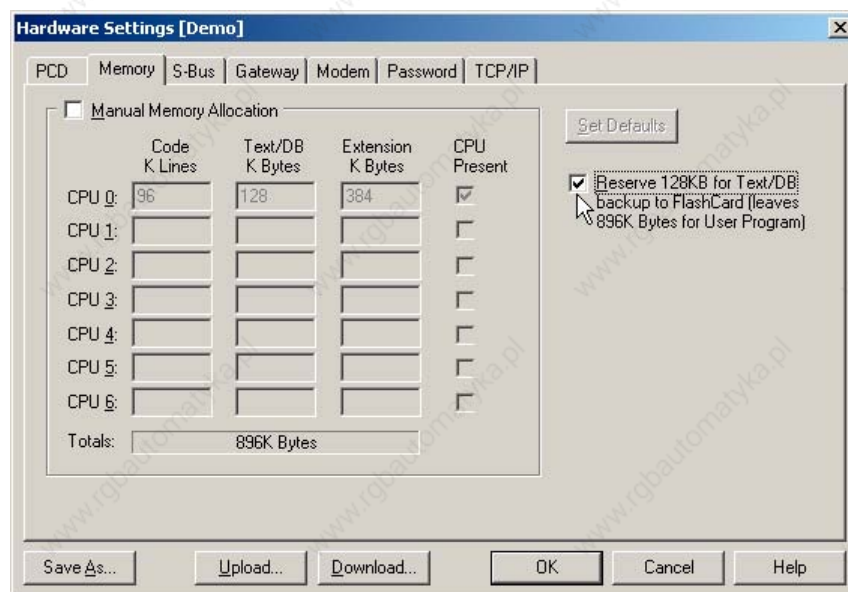 Hardware Settings [Demo]
PCD Memory S-Bus Gateway Modem Password TCP/IP
Manual Memory Allocation
Set Defaults
Code K Lines Text/DB K Bytes Extension K Bytes CPU Present
Reserve 128KB for Text/DB
backup to FlashCard (leaves
896K Bytes for User Program)
CPU 0: 96 128 384
CPU 1:
CPU 2:
CPU 3:
CPU 4:
CPU 5:
CPU 6:
Totals: 896K Bytes
Save As... Upload... Download... OK Cancel Help
www.rgbautomatyka.pl